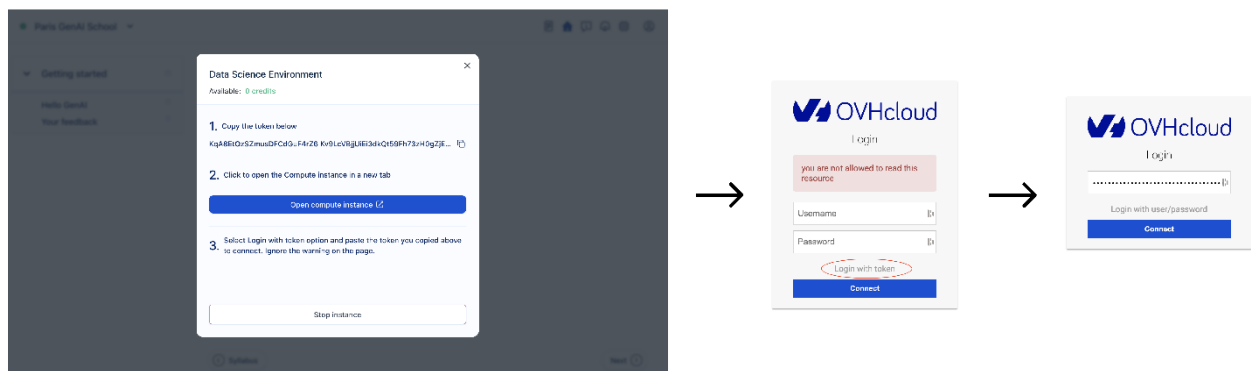 Paris GenAI School
Getting started
Hello GenAI
Your feedback
Data Science Environment
Available: 0 credits
1. Copy the token below
2. Click to open the Compute instance in a new tab
Open compute instance
3. Select Login with token option and paste the token you copied above
to connect. Ignore the warning on the page.
Stop instance
Syllabus
Next
OVHcloud
Login
you are not allowed to read this
resource
Username
Password
Login with token
Connect
OVHcloud
Login
Login with user/password
Connect